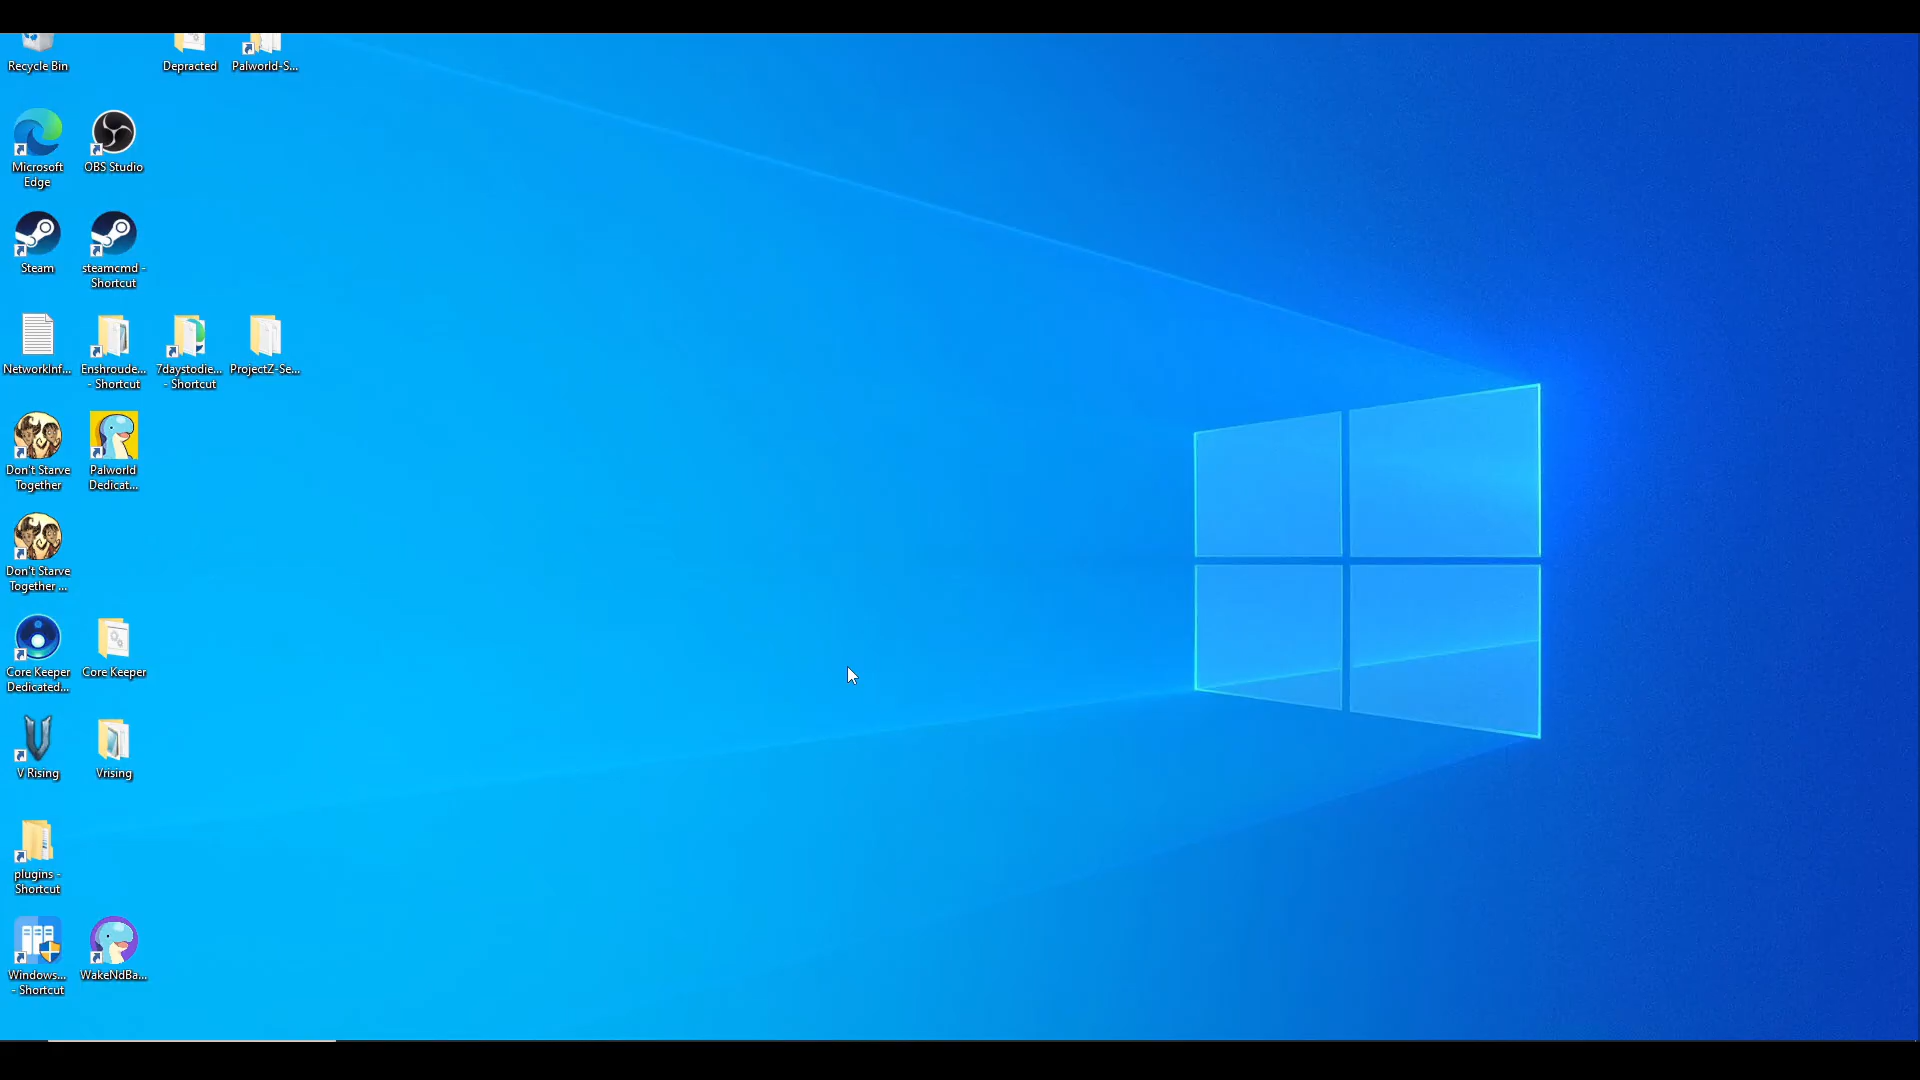 Recycle Bin
Depracted
Palworld-S...
Microsoft
Edge
OBS Studio
Steam
steamcmd -
Shortcut
NetworkInf...
Enshroude...
- Shortcut
7daystodie...
- Shortcut
ProjectZ-Se...
Don't Starve
Together
Palworld
Dedicat...
Don't Starve
Together ...
Core Keeper
Dedicated...
Core Keeper
V Rising
Vrising
plugins -
Shortcut
Windows...
- Shortcut
WakeNdBa...